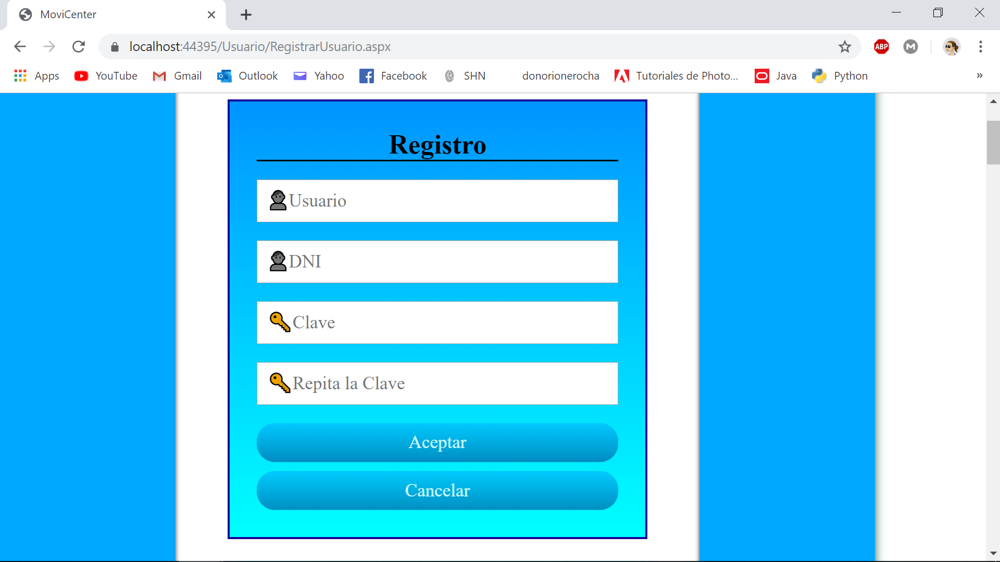 MoviCenter
localhost:44395/Usuario/RegistrarUsuario.aspx
ABP
M
Apps YouTube Gmail Outlook Yahoo Facebook SHN donorionerocha Tutoriales de Photo... Java Python »
Registro
Usuario
DNI
Clave
Repita la Clave
Aceptar
Cancelar